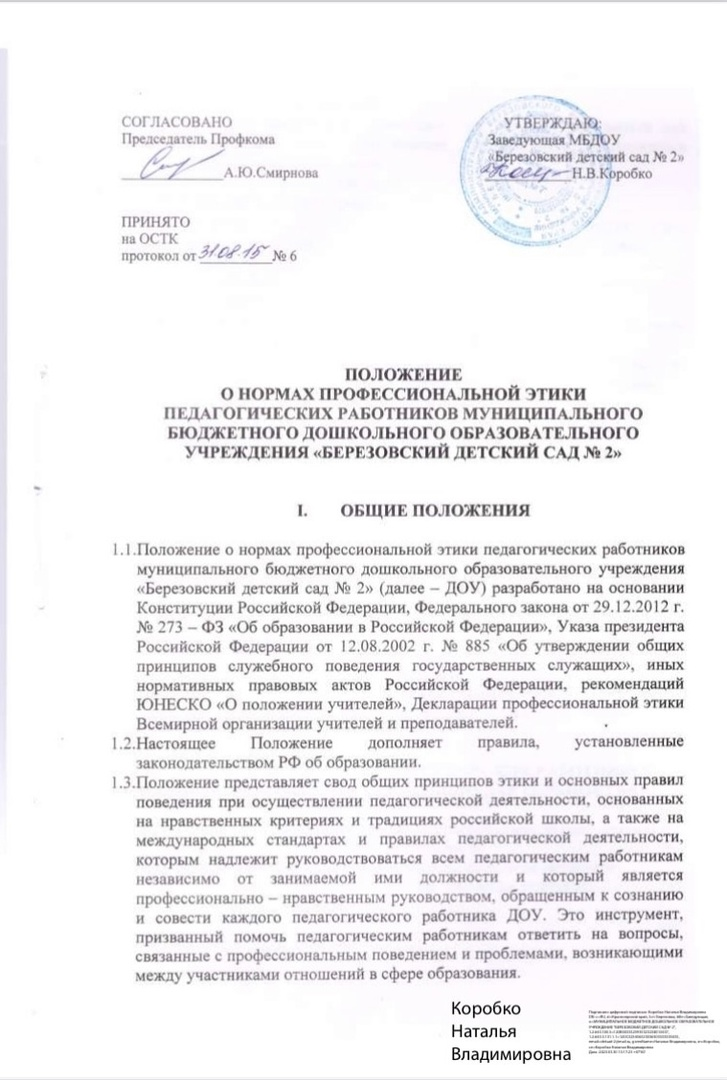 СОГЛАСОВАНО
Председатель Профкома
А.Ю.Смирнова
УТВЕРЖДАЮ:
Заведующая МБДОУ
«Березовский детский сад № 2»
Н.В.Коробко
ПРИНЯТО
на ОСТК
протокол от 31.08.15 № 6
ПОЛОЖЕНИЕ
О НОРМАХ ПРОФЕССИОНАЛЬНОЙ ЭТИКИ
ПЕДАГОГИЧЕСКИХ РАБОТНИКОВ МУНИЦИПАЛЬНОГО
БЮДЖЕТНОГО ДОШКОЛЬНОГО ОБРАЗОВАТЕЛЬНОГО
УЧРЕЖДЕНИЯ «БЕРЕЗОВСКИЙ ДЕТСКИЙ САД № 2»
I. ОБЩИЕ ПОЛОЖЕНИЯ
1.1.Положение о нормах профессиональной этики педагогических работников
муниципального бюджетного дошкольного образовательного учреждения
«Березовский детский сад № 2» (далее – ДОУ) разработано на основании
Конституции Российской Федерации, Федерального закона от 29.12.2012 г.
№ 273 – ФЗ «Об образовании в Российской Федерации», Указа президента
Российской Федерации от 12.08.2002 г. № 885 «Об утверждении общих
принципов служебного поведения государственных служащих», иных
нормативных правовых актов Российской Федерации, рекомендаций
ЮНЕСКО «О положении учителей», Декларации профессиональной этики
Всемирной организации учителей и преподавателей.
1.2.Настоящее Положение дополняет правила, установленные
законодательством РФ об образовании.
1.3.Положение представляет свод общих принципов этики и основных правил
поведения при осуществлении педагогической деятельности, основанных
на нравственных критериях и традициях российской школы, а также на
международных стандартах и правилах педагогической деятельности,
которым надлежит руководствоваться всем педагогическим работникам
независимо от занимаемой ими должности и который является
профессионально – нравственным руководством, обращенным к сознанию
и совести каждого педагогического работника ДОУ. Это инструмент,
призванный помочь педагогическим работникам ответить на вопросы,
связанные с профессиональным поведением и проблемами, возникающими
между участниками отношений в сфере образования.
Коробко
Наталья
Владимировна